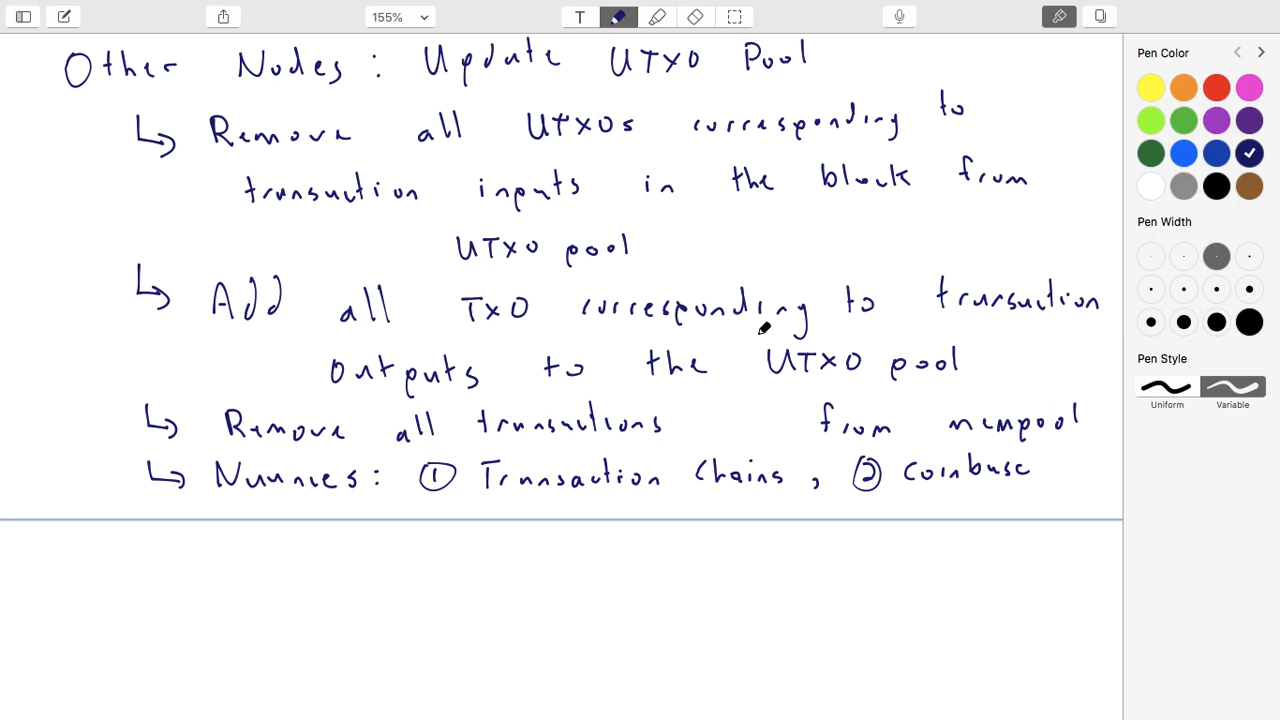 155%
T
Pen Color
Other Nodes: Update UTXO Pool
↳ Remove all UTXOs corresponding to
transaction inputs in the block from
UTXO pool
↳ Add all TXO corresponding to transaction
outputs to the UTXO pool
↳ Remove all transactions from mempool
↳ Nuances: ① Transaction Chains, ② Coinbase
Pen Width
Pen Style
Uniform Variable